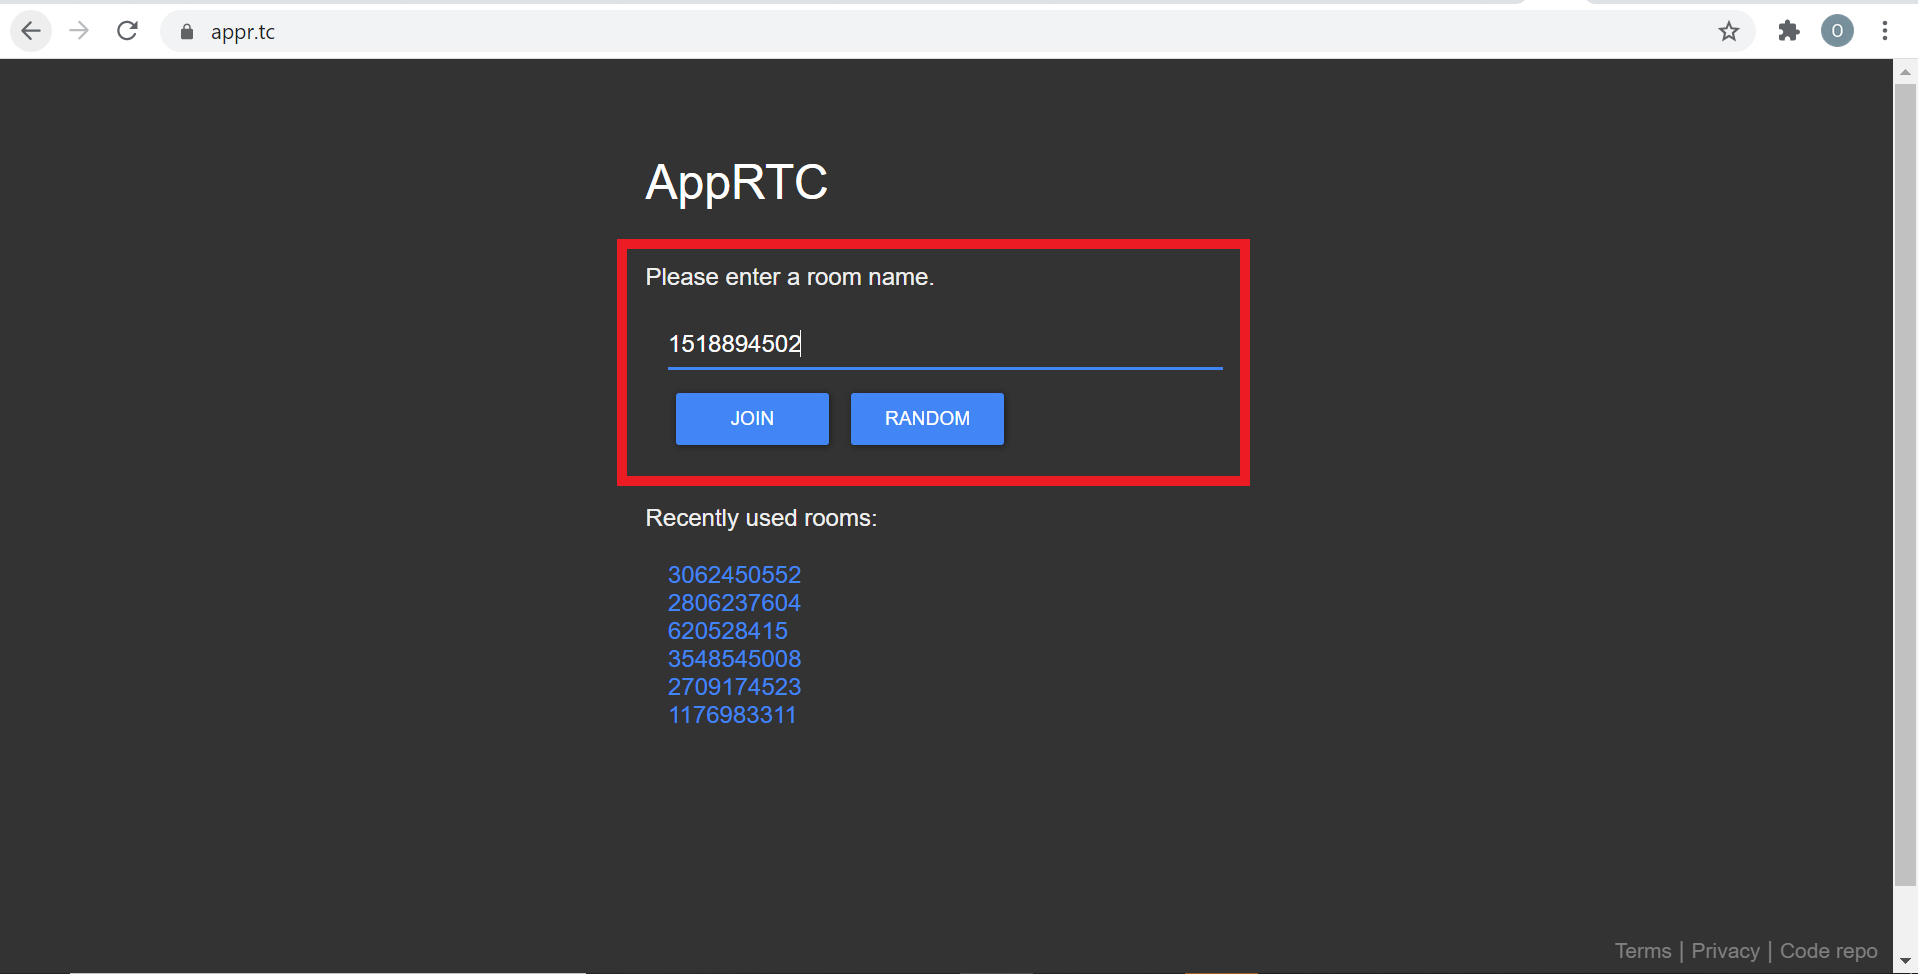 appr.tc
O
AppRTC
Please enter a room name.
1518894502
JOIN RANDOM
Recently used rooms:
3062450552
2806237604
620528415
3548545008
2709174523
1176983311
Terms | Privacy | Code repo